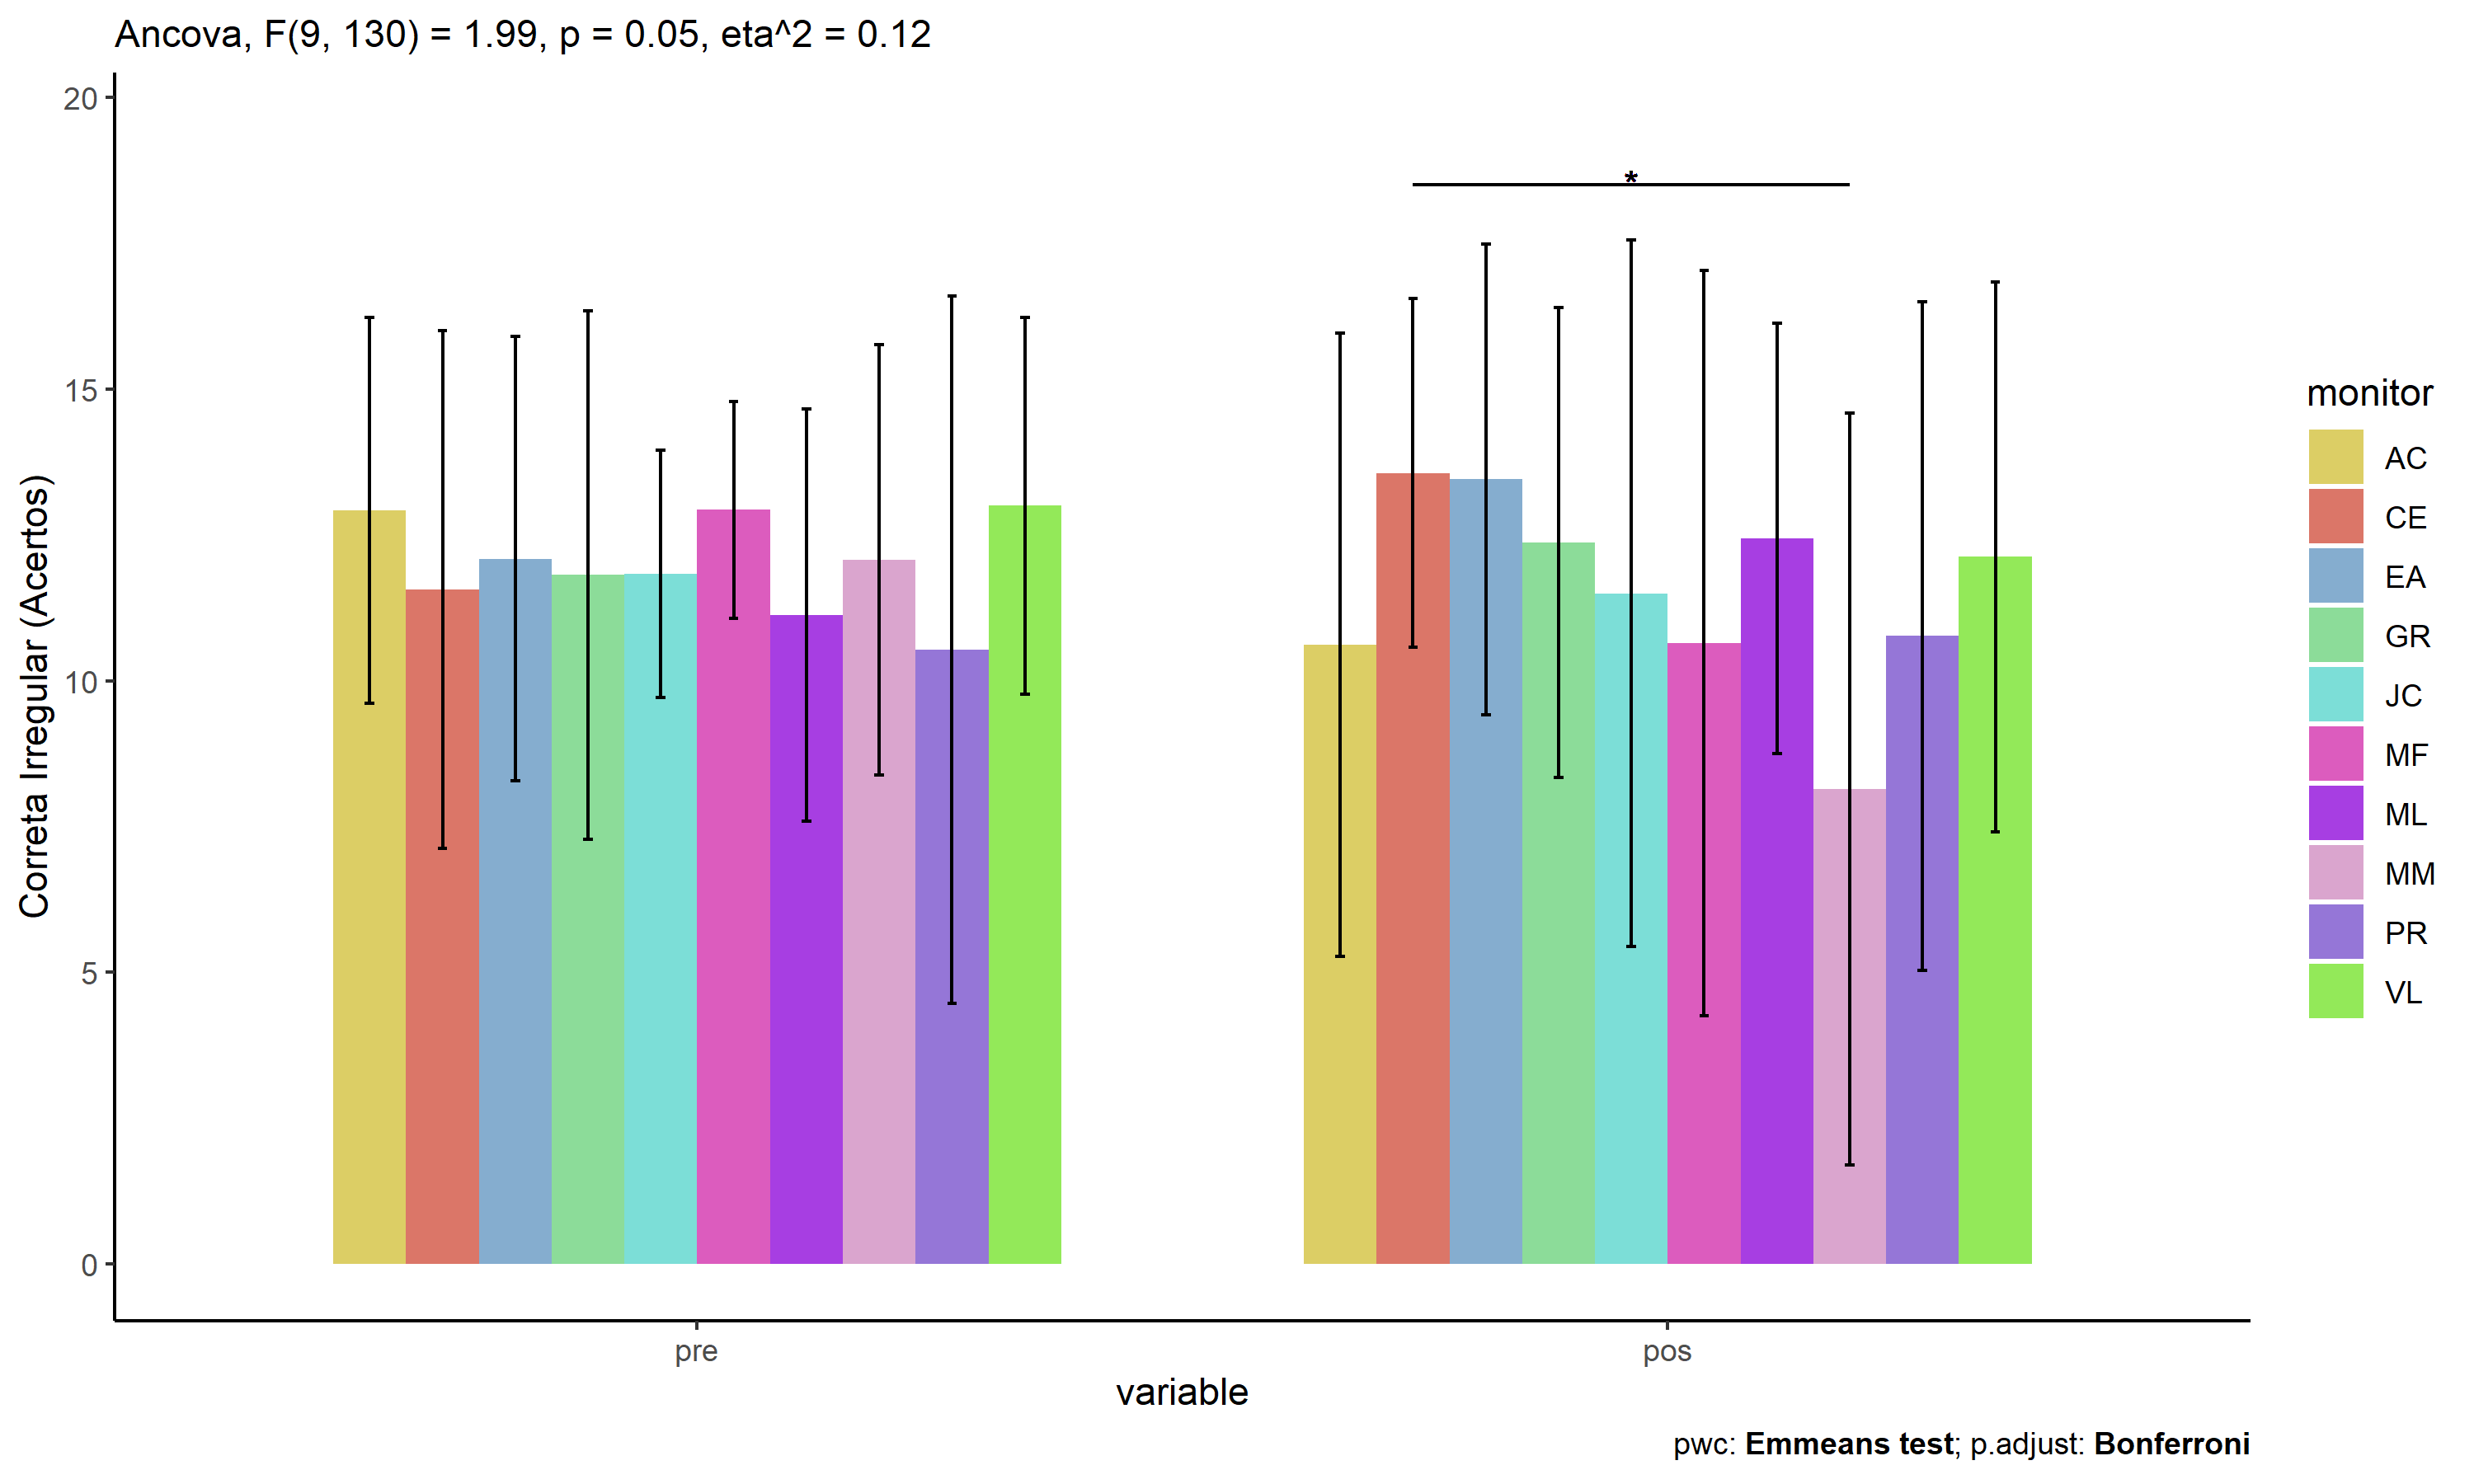 Ancova, F(9, 130) = 1.99, p = 0.05, eta^2 = 0.12
20
15
10
5
0
Correta Irregular (Acertos)
*
pre
pos
variable
monitor
AC
CE
EA
GR
JC
MF
ML
MM
PR
VL
pwc: Emmeans test; p.adjust: Bonferroni